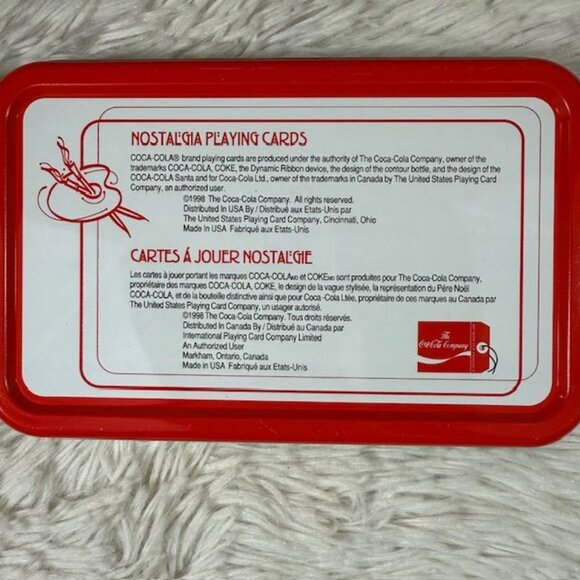 NOSTALGIA PLAYING CARDS
COCA-COLA® brand playing cards are produced under the authority of The Coca-Cola Company, owner of the
trademarks COCA-COLA, COKE, the Dynamic Ribbon device, the design of the contour bottle, and the design of the
COCA-COLA Santa and for Coca-Cola Ltd., owner of the trademarks in Canada by The United States Playing Card
Company, an authorized user.
©1998 The Coca-Cola Company. All rights reserved.
Distributed In USA By / Distribué aux Etats-Unis par
The United States Playing Card Company, Cincinnati, Ohio
Made in USA Fabriqué aux Etats-Unis
CARTES Á JOUER NOSTALGIE
Les cartes à jouer portant les marques COCA-COLAMD et COKEMD sont produites pour The Coca-Cola Company,
propriétaire des marques COCA COLA, COKE, le design de la vague stylisée, la représentation du Père Noël
COCA-COLA, et de la bouteille distinctive ainsi que pour Coca -Cola Ltée, propriétaire de ces marques au Canada par
The United States Playing Card Company, un usager autorisé.
©1998 The Coca-Cola Company. Tous droits réservés.
Distributed In Canada By / Distribué au Canada par
International Playing Card Company Limited
An Authorized User
Markham, Ontario, Canada
Made in USA Fabriqué aux Etats-Unis
The
Coca-Cola Company